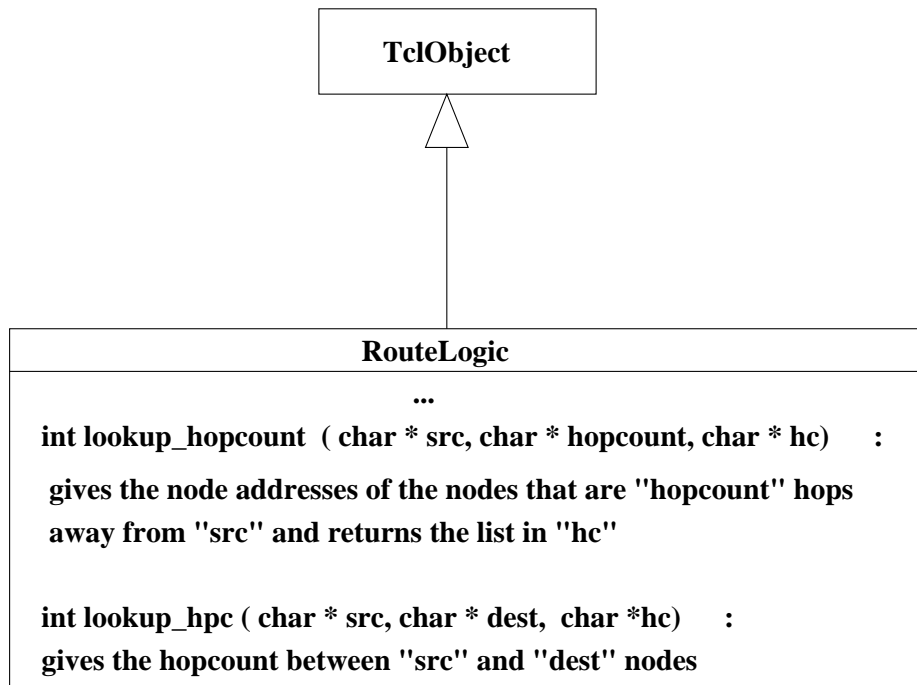 TclObject
RouteLogic
...
int lookup_hopcount ( char * src, char * hopcount, char * hc) :
gives the node addresses of the nodes that are "hopcount" hops
away from "src" and returns the list in "hc"
int lookup_hpc ( char * src, char * dest, char *hc) :
gives the hopcount between "src" and "dest" nodes